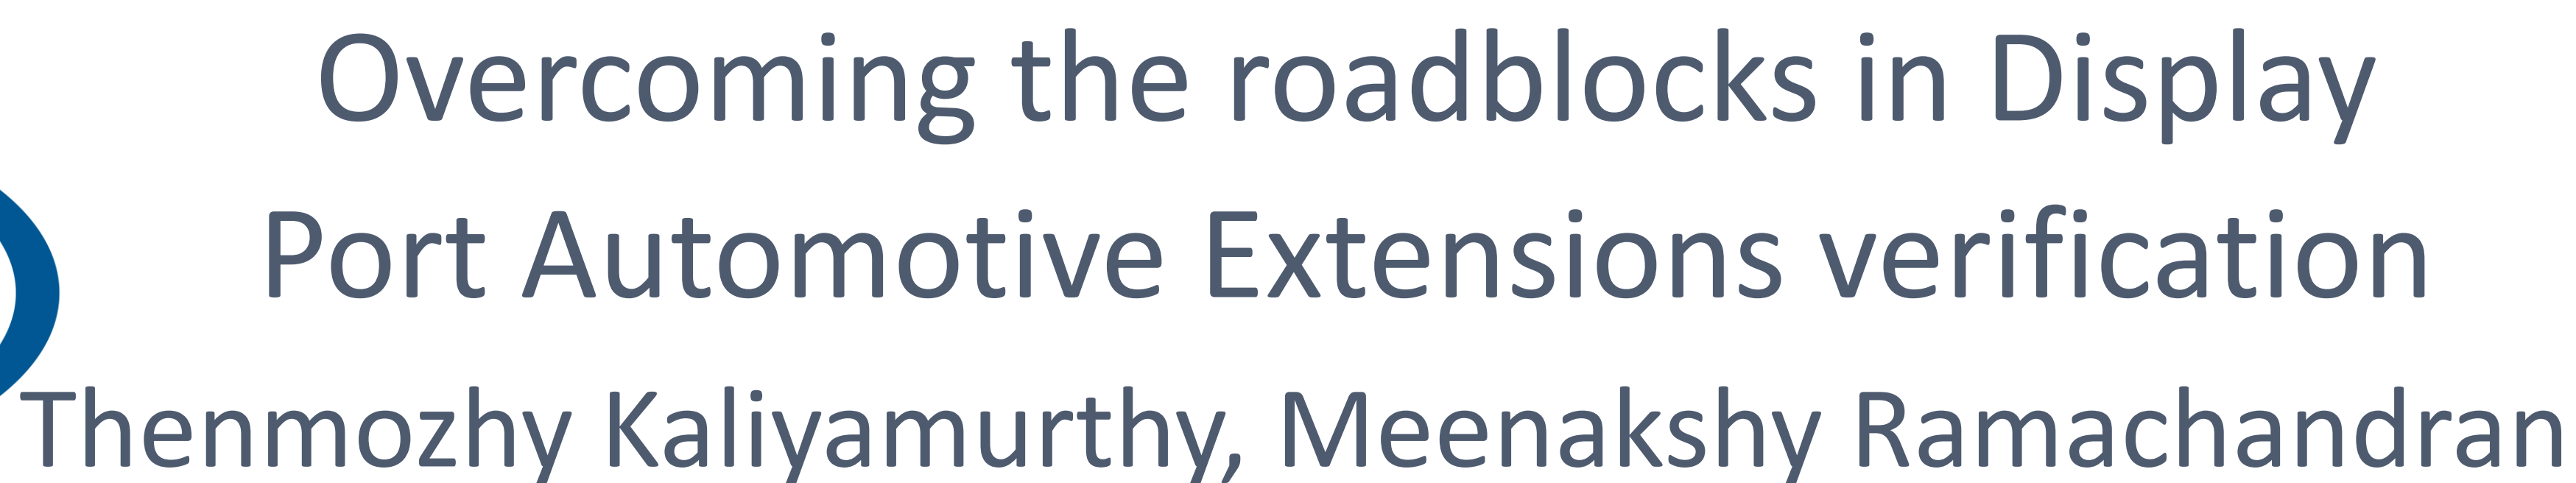 Overcoming the roadblocks in Display
Port Automotive Extensions verification
Thenmozhy Kaliyamurthy, Meenakshy Ramachandran